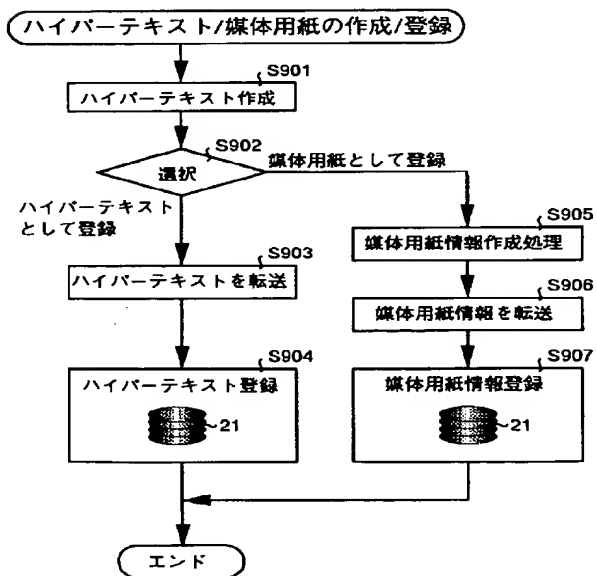 ハイパーテキスト/媒体用紙の作成/登録
S901
ハイパーテキスト作成
S902
選択
媒体用紙として登録
ハイパーテキスト
として登録
S903
ハイパーテキストを転送
S904
ハイパーテキスト登録
21
S905
媒体用紙情報作成処理
S906
媒体用紙情報を転送
S907
媒体用紙情報登録
21
エンド